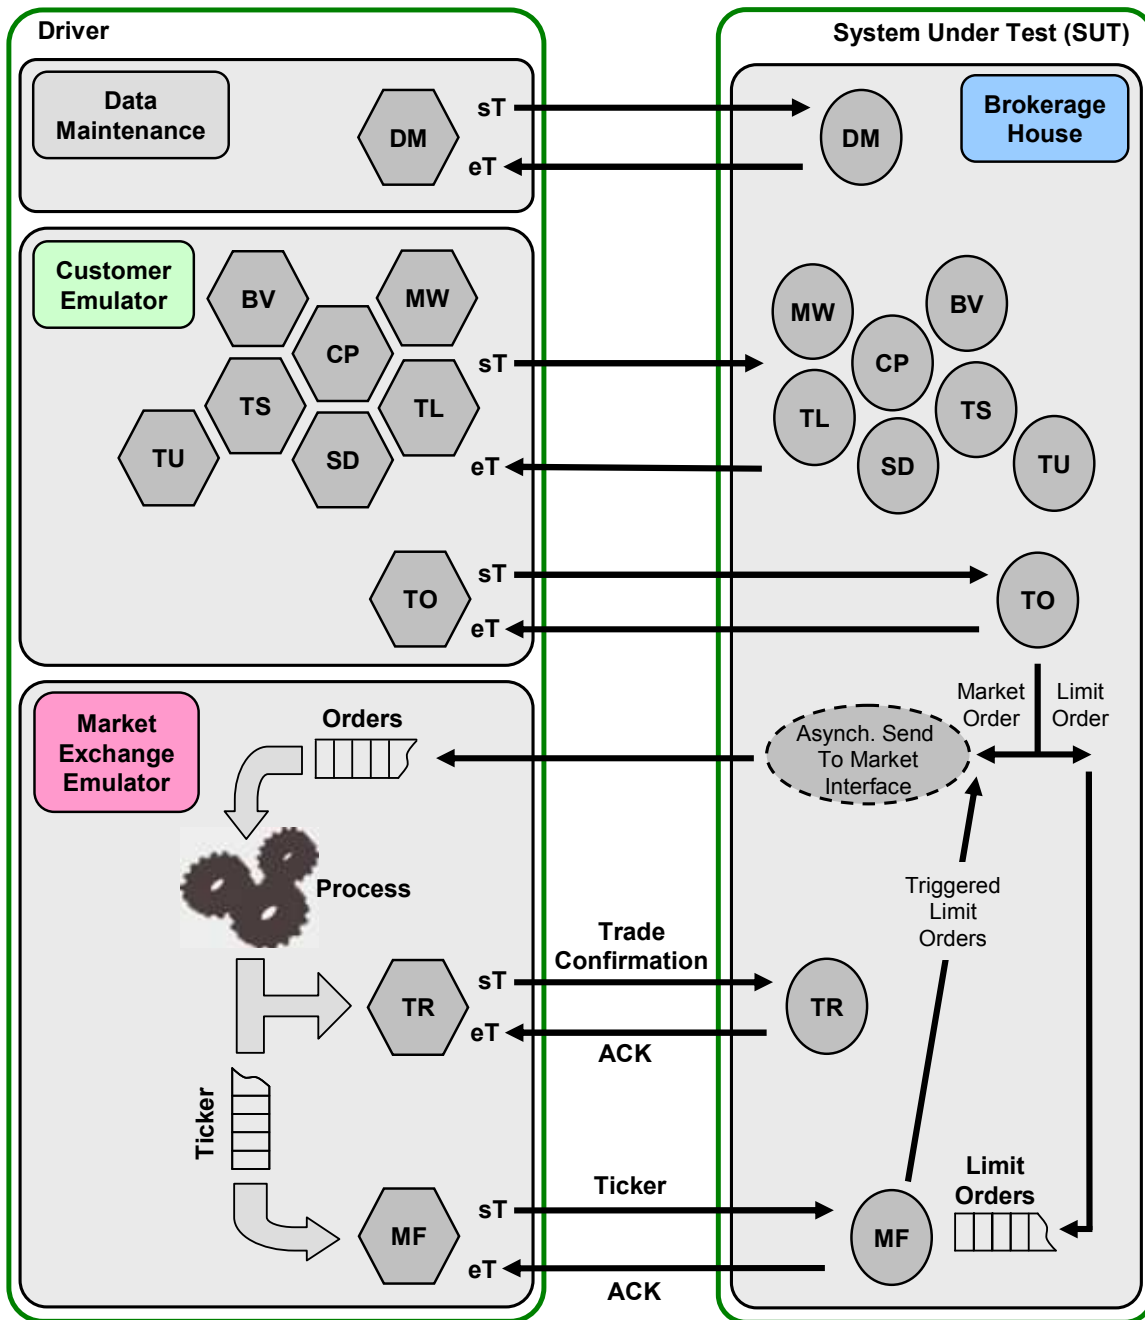 Driver
System Under Test (SUT)
Data
Maintenance
DM
sT
eT
DM
Brokerage
House
Customer
Emulator
BV
MW
CP
TS
TL
TU
SD
sT
eT
MW
BV
CP
TL
TS
SD
TU
TO
sT
eT
TO
Market
Order
Limit
Order
Market
Exchange
Emulator
Orders
Asynch. Send
To Market
Interface
Process
Triggered
Limit
Orders
Trade
Confirmation
TR
sT
eT
TR
ACK
Ticker
Ticker
MF
sT
eT
MF
Limit
Orders
ACK